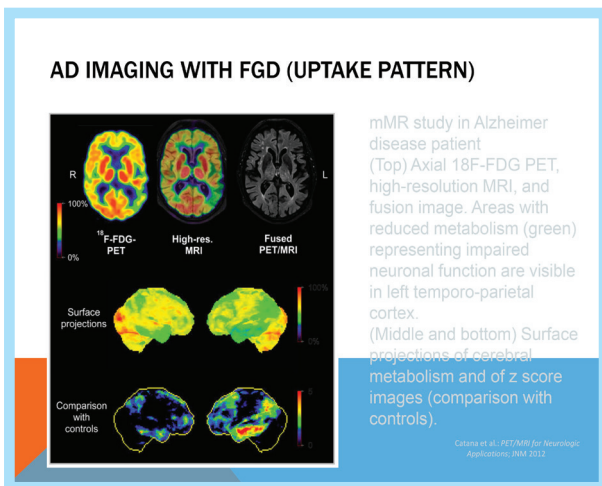 AD IMAGING WITH FGD (UPTAKE PATTERN)
R
L
100%
0%
18F-FDG-
PET
High-res.
MRI
Fused
PET/MRI
Surface
projections
100%
0%
Comparison
with
controls
0
mMR study in Alzheimer
disease patient
(Top) Axial 18F-FDG PET,
high-resolution MRI, and
fusion image. Areas with
reduced metabolism (green)
representing impaired
neuronal function are visible
in left temporo-parietal
cortex.
(Middle and bottom) Surface
projections of cerebral
metabolism and of z score
images (comparison with
controls).
Catana et al.: PET/MRI for Neurologic
Applications; JNM 2012